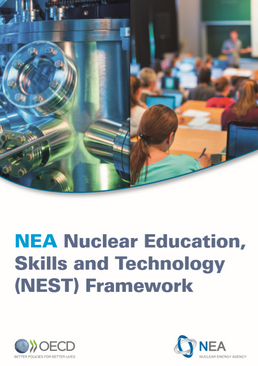 NEA Nuclear Education,
Skills and Technology
(NEST) Framework
OECD
BETTER POLICIES FOR BETTER LIVES
NEA
NUCLEAR ENERGY AGENCY